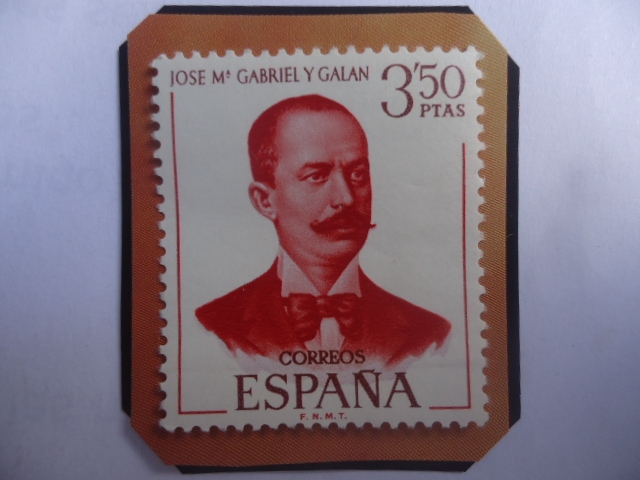 JOSE Mª GABRIEL Y GALAN
3'50
PTAS
CORREOS
ESPAÑA
F. N. M. T.